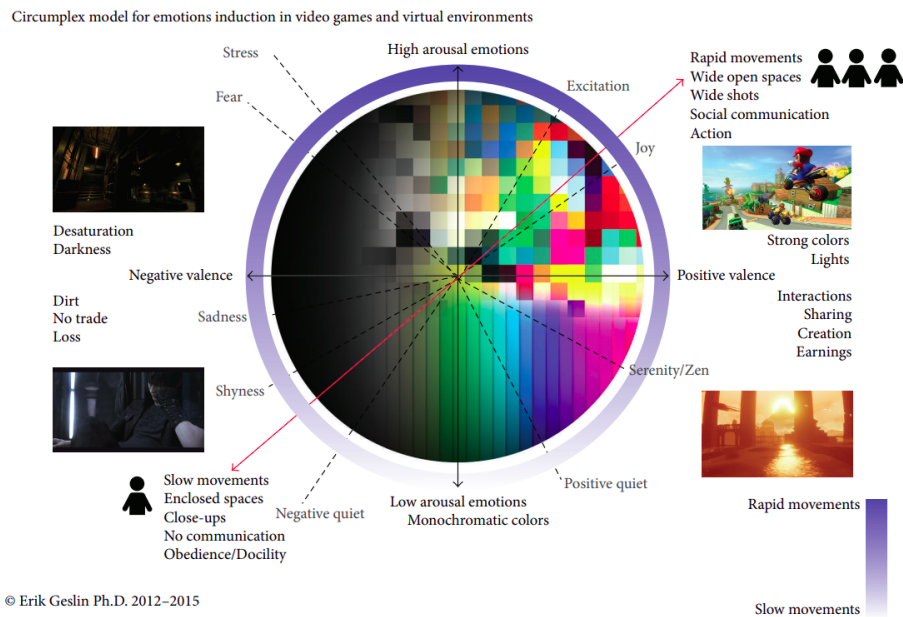 Circumplex model for emotions induction in video games and virtual environments
Stress
High arousal emotions
Fear
Excitation
Rapid movements
Wide open spaces
Wide shots
Social communication
Action
Joy
Desaturation
Darkness
Strong colors
Lights
Negative valence
Positive valence
Dirt
No trade
Loss
Sadness
Interactions
Sharing
Creation
Earnings
Shyness
Serenity/Zen
Slow movements
Enclosed spaces
Close-ups
No communication
Obedience/Docility
Negative quiet
Low arousal emotions
Monochromatic colors
Positive quiet
Rapid movements
Slow movements
© Erik Geslin Ph.D. 2012–2015